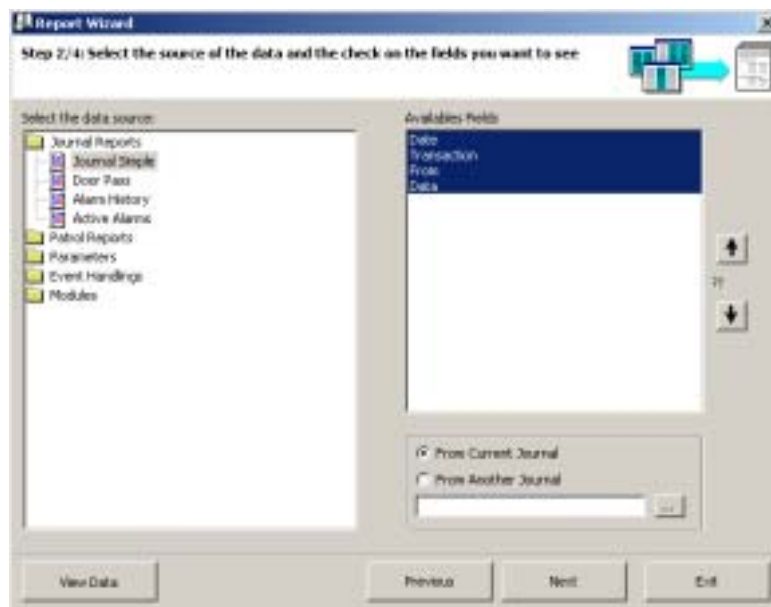 Report Wizard
Step 2/4: Select the source of the data and the check on the fields you want to see
Select the data source:
Journal Reports
Journal Simple
Door Pass
Alarm History
Active Alarms
Patrol Reports
Parameters
Event Handlings
Modules
Availables Fields
Date
Transaction
From
Data
From Current Journal
From Another Journal
...
View Data
Previous
Next
Exit